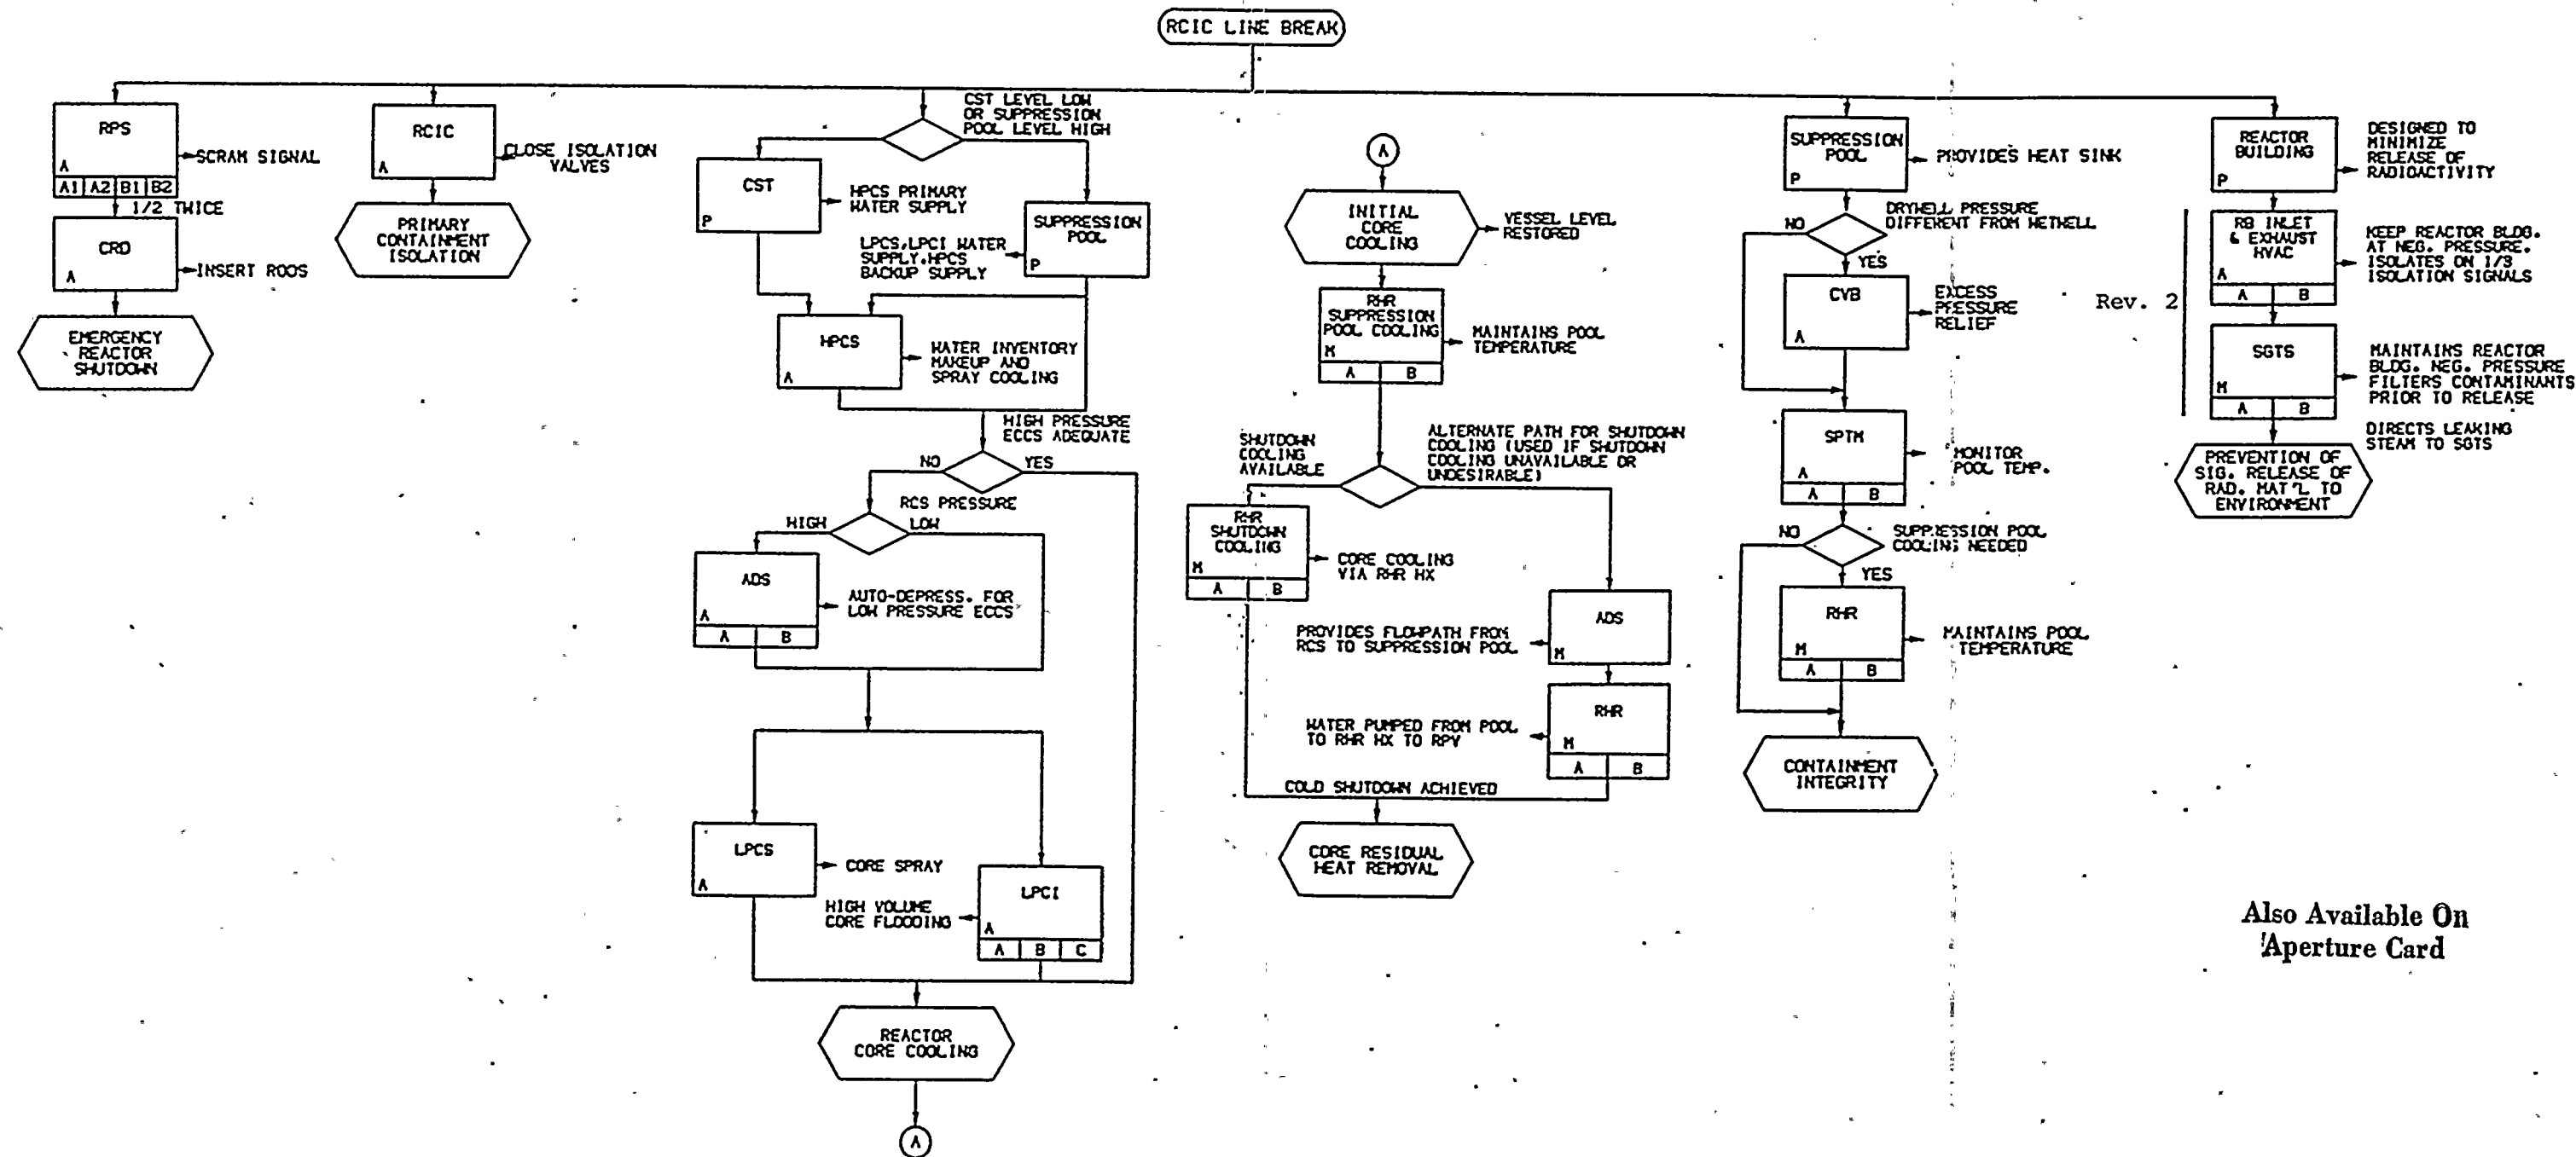 RCIC LINE BREAK
RPS
A
A1 A2 B1 B2
SCRAM SIGNAL
1/2 TWICE
CRD
A
INSERT RODS
EMERGENCY
REACTOR
SHUTDOWN
RCIC
A
CLOSE ISOLATION
VALVES
PRIMARY
CONTAINMENT
ISOLATION
CST LEVEL LOW
OR SUPPRESSION
POOL LEVEL HIGH
CST
P
HPCS PRIMARY
WATER SUPPLY
SUPPRESSION
POOL
P
LPCS,LPCI WATER
SUPPLY,HPCS
BACKUP SUPPLY
HPCS
A
WATER INVENTORY
MAKEUP AND
SPRAY COOLING
HIGH PRESSURE
ECCS ADEQUATE
NO
YES
RCS PRESSURE
HIGH
LOW
ADS
A
A B
AUTO-DEPRESS. FOR
LOW PRESSURE ECCS
LPCS
A
CORE SPRAY
LPCI
A
A B C
HIGH VOLUME
CORE FLOODING
REACTOR
CORE COOLING
A
A
INITIAL
CORE
COOLING
VESSEL LEVEL
RESTORED
RHR
SUPPRESSION
POOL COOLING
M
A B
MAINTAINS POOL
TEMPERATURE
SHUTDOWN
COOLING
AVAILABLE
ALTERNATE PATH FOR SHUTDOWN
COOLING (USED IF SHUTDOWN
COOLING UNAVAILABLE OR
UNDESIRABLE)
RHR
SHUTDOWN
COOLING
M
A B
CORE COOLING
VIA RHR HX
ADS
M
PROVIDES FLOWPATH FROM
RCS TO SUPPRESSION POOL
RHR
M
A B
WATER PUMPED FROM POOL
TO RHR HX TO RPV
COLD SHUTDOWN ACHIEVED
CORE RESIDUAL
HEAT REMOVAL
SUPPRESSION
POOL
P
PROVIDES HEAT SINK
DRYWELL PRESSURE
DIFFERENT FROM WETWELL
NO
YES
CVB
A
EXCESS
PRESSURE
RELIEF
SPTM
A
A B
MONITOR
POOL TEMP.
NO
SUPPRESSION POOL
COOLING NEEDED
YES
RHR
M
A B
MAINTAINS POOL
TEMPERATURE
CONTAINMENT
INTEGRITY
REACTOR
BUILDING
P
DESIGNED TO
MINIMIZE
RELEASE OF
RADIOACTIVITY
Rev. 2
RB INLET
& EXHAUST
HVAC
A
A B
KEEP REACTOR BLDG.
AT NEG. PRESSURE.
ISOLATES ON 1/3
ISOLATION SIGNALS
SGTS
M
A B
MAINTAINS REACTOR
BLDG. NEG. PRESSURE
FILTERS CONTAMINANTS
PRIOR TO RELEASE
DIRECTS LEAKING
STEAM TO SGTS
PREVENTION OF
SIG. RELEASE OF
RAD. MAT'L TO
ENVIRONMENT
Also Available On
Aperture Card